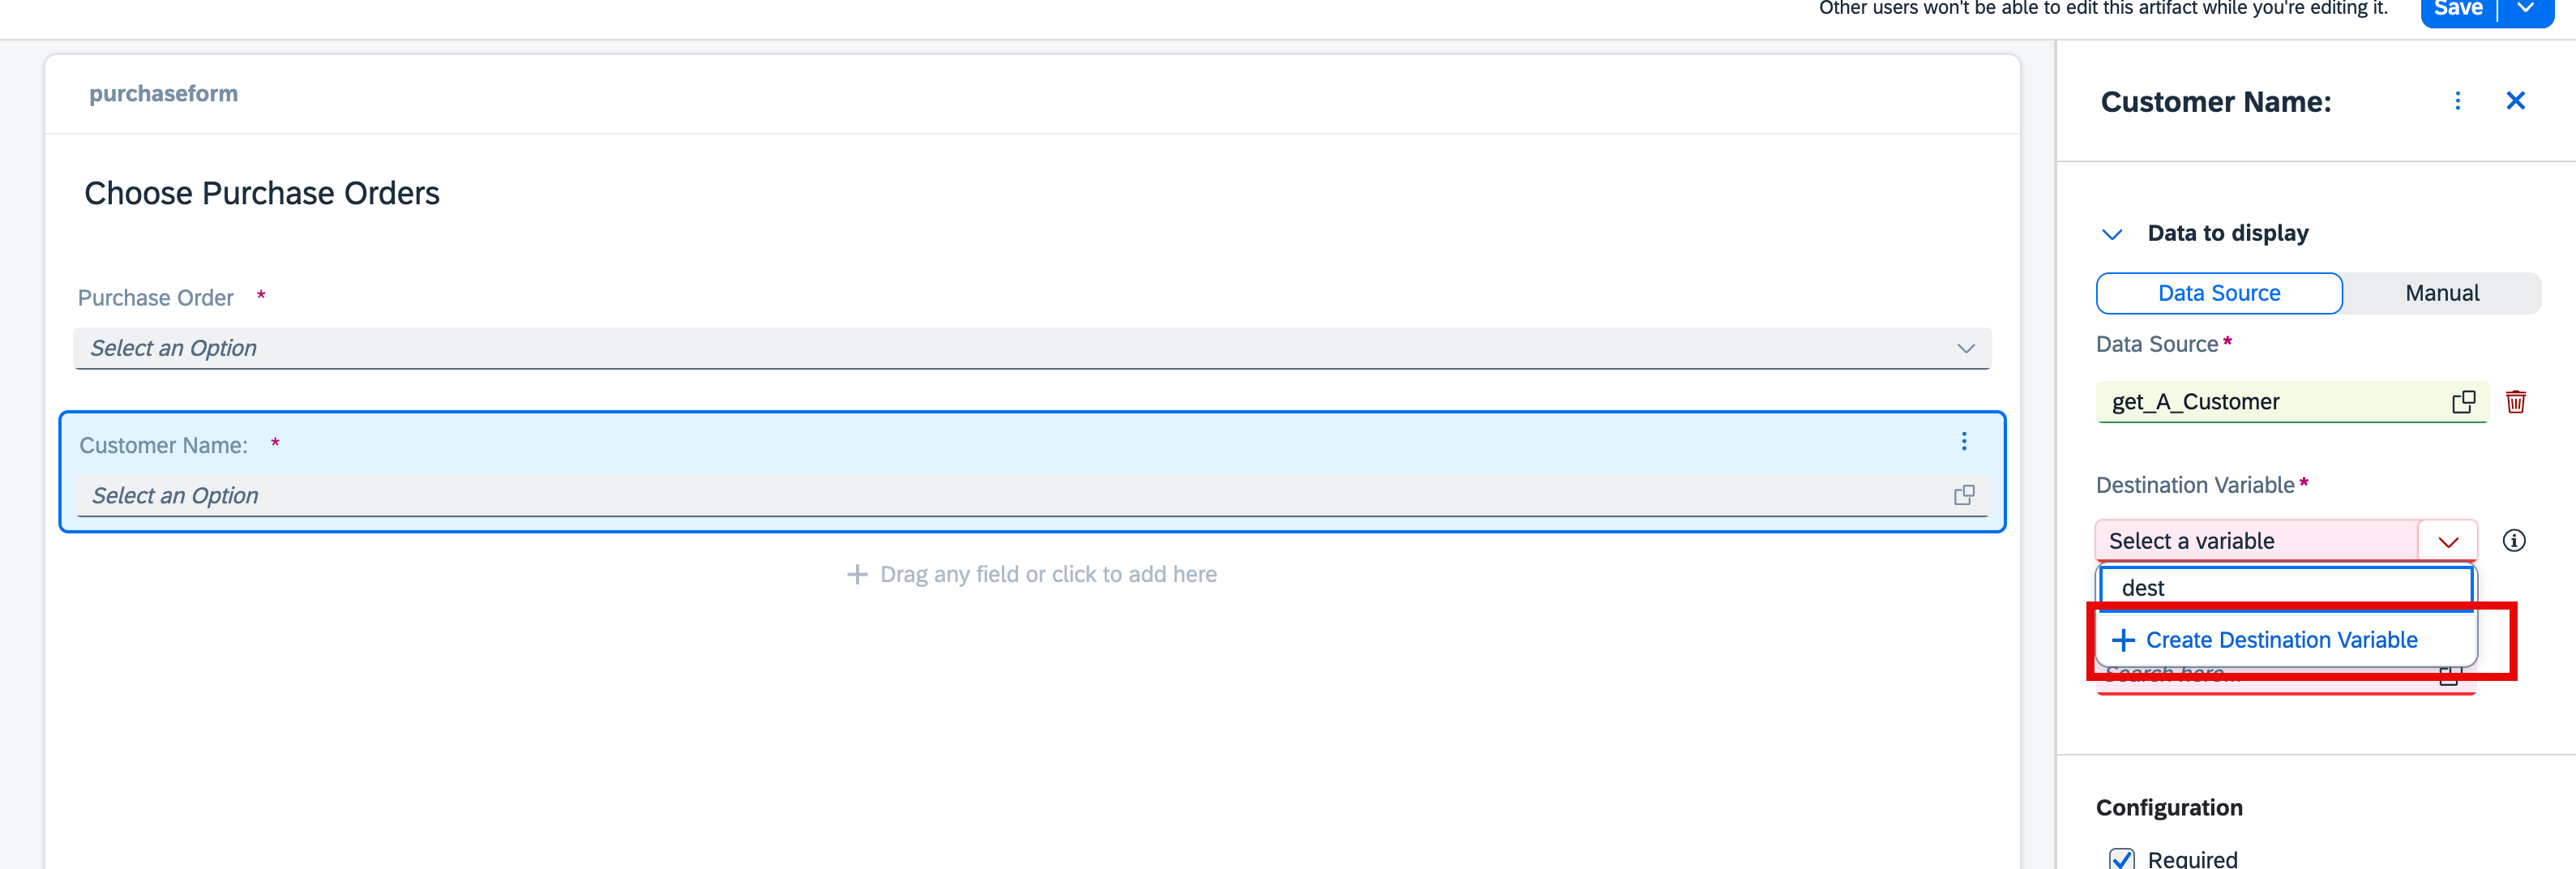 Other users won't be able to edit this artifact while you're editing it.
Save
purchaseform
Choose Purchase Orders
Purchase Order *
Select an Option
Customer Name: *
Select an Option
+ Drag any field or click to add here
Customer Name:
Data to display
Data Source
Manual
Data Source*
get_A_Customer
Destination Variable*
Select a variable
dest
+ Create Destination Variable
Search here...
Configuration
Required